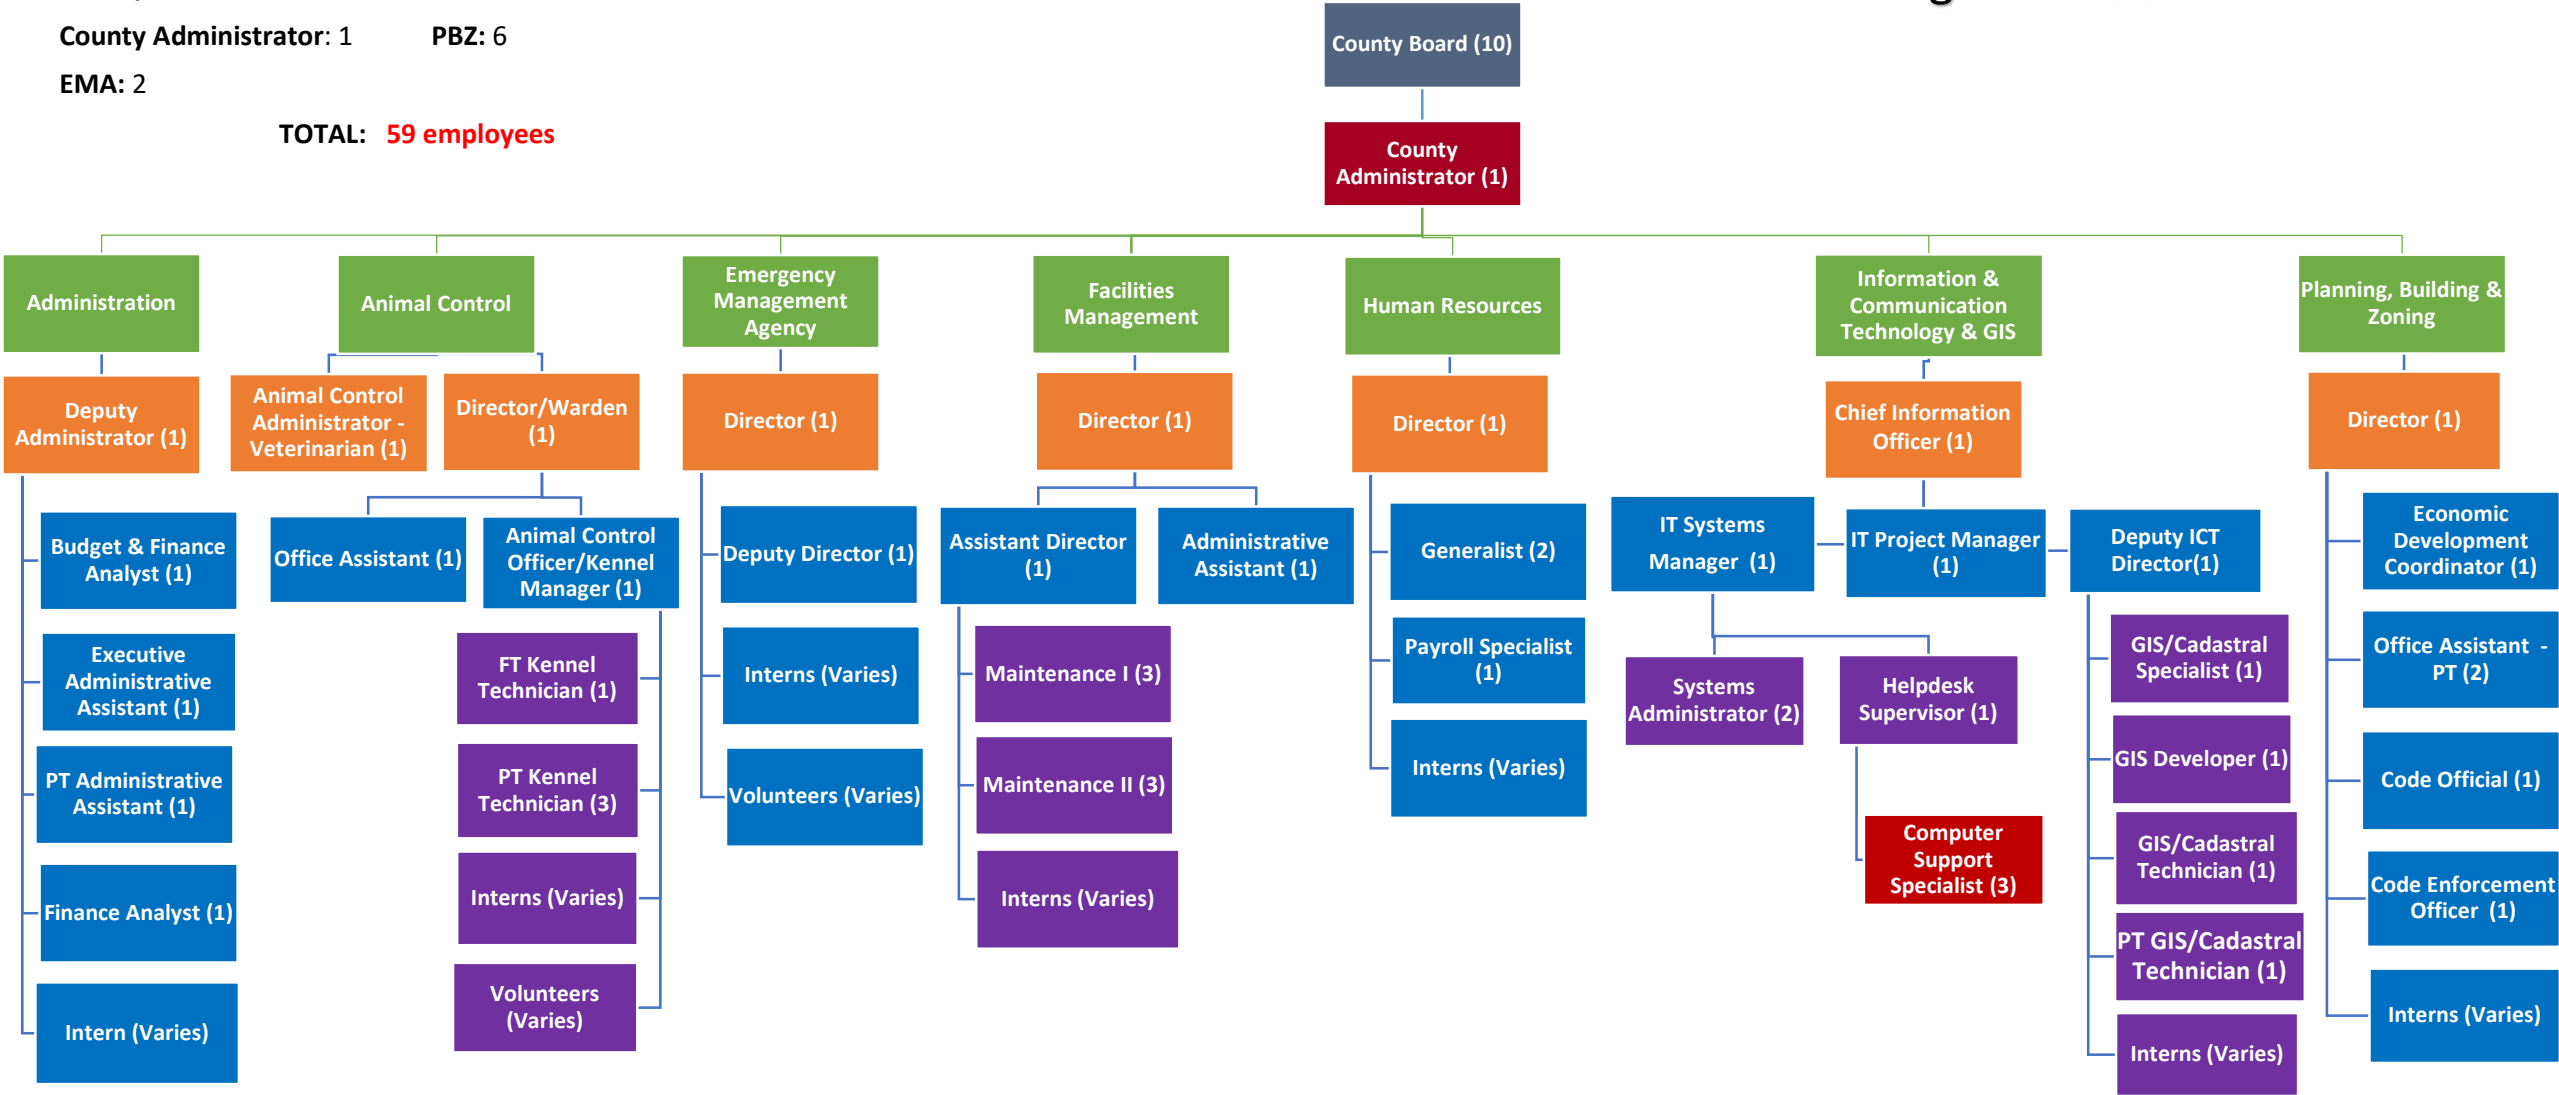 County Administrator: 1 PBZ: 6
EMA: 2
TOTAL: 59 employees
County Board (10)
County
Administrator (1)
Administration
Deputy
Administrator (1)
Budget & Finance
Analyst (1)
Executive
Administrative
Assistant (1)
PT Administrative
Assistant (1)
Finance Analyst (1)
Intern (Varies)
Animal Control
Animal Control
Administrator -
Veterinarian (1)
Director/Warden
(1)
Office Assistant (1)
Animal Control
Officer/Kennel
Manager (1)
FT Kennel
Technician (1)
PT Kennel
Technician (3)
Interns (Varies)
Volunteers
(Varies)
Emergency
Management
Agency
Director (1)
Deputy Director (1)
Interns (Varies)
Volunteers (Varies)
Facilities
Management
Director (1)
Assistant Director
(1)
Administrative
Assistant (1)
Maintenance I (3)
Maintenance II (3)
Interns (Varies)
Human Resources
Director (1)
Generalist (2)
Payroll Specialist
(1)
Interns (Varies)
Information &
Communication
Technology & GIS
Chief Information
Officer (1)
IT Systems
Manager (1)
IT Project Manager
(1)
Deputy ICT
Director(1)
Systems
Administrator (2)
Helpdesk
Supervisor (1)
Computer
Support
Specialist (3)
GIS/Cadastral
Specialist (1)
GIS Developer (1)
GIS/Cadastral
Technician (1)
PT GIS/Cadastral
Technician (1)
Interns (Varies)
Planning, Building &
Zoning
Director (1)
Economic
Development
Coordinator (1)
Office Assistant -
PT (2)
Code Official (1)
Code Enforcement
Officer (1)
Interns (Varies)